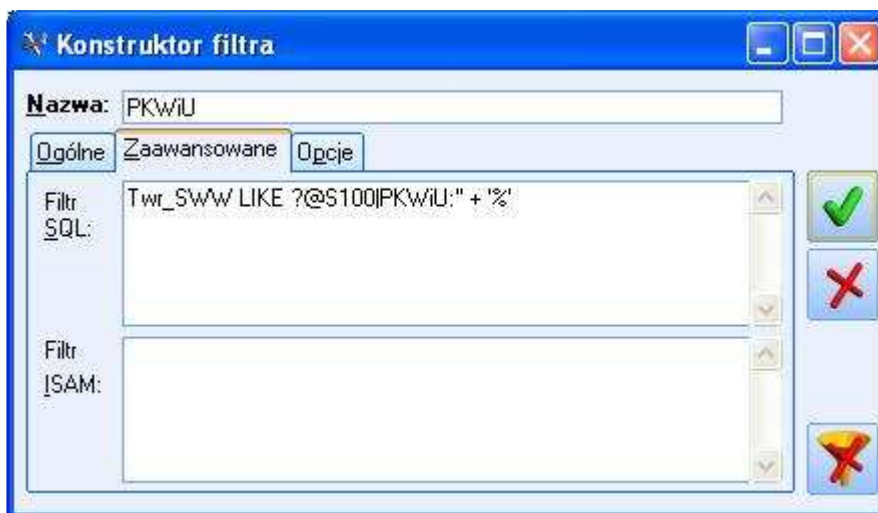 Konstruktor filtra
Nazwa: PKWiU
Ogólne Zaawansowane Opcje
Filtr
SQL:
Twr_SWW LIKE ?@S100|PKWiU:'' + '%'
Filtr
ISAM: